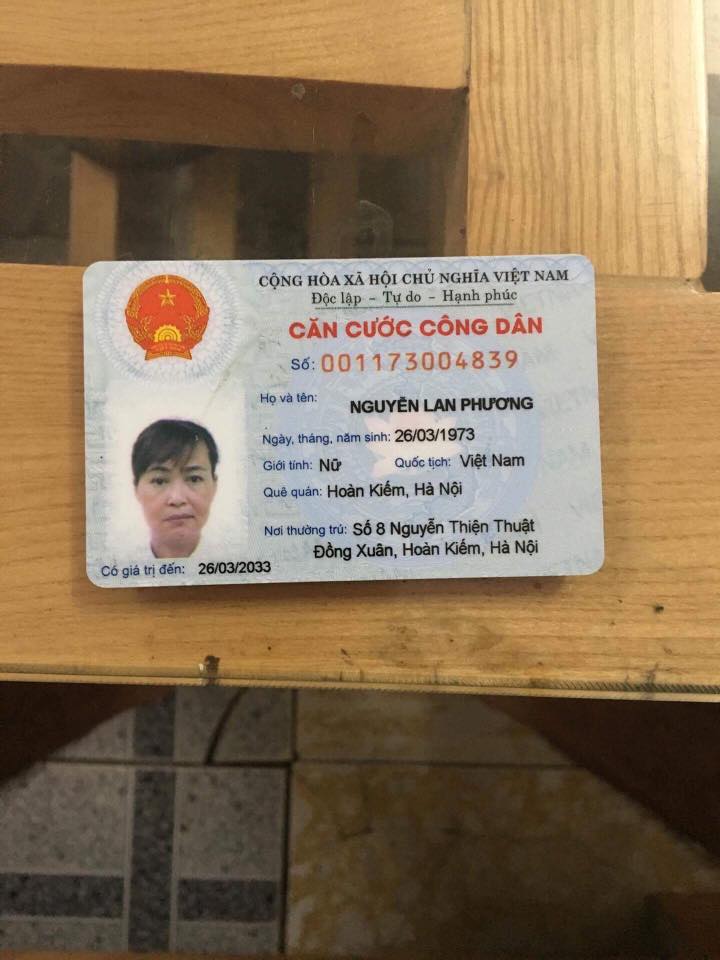 CỘNG HÒA XÃ HỘI CHỦ NGHĨA VIỆT NAM
Độc lập - Tự do - Hạnh phúc
CĂN CƯỚC CÔNG DÂN
Số: 001173004839
Họ và tên: NGUYỄN LAN PHƯƠNG
Ngày, tháng, năm sinh: 26/03/1973
Giới tính: Nữ Quốc tịch: Việt Nam
Quê quán: Hoàn Kiếm, Hà Nội
Nơi thường trú: Số 8 Nguyễn Thiện Thuật
Đồng Xuân, Hoàn Kiếm, Hà Nội
Có giá trị đến: 26/03/2033